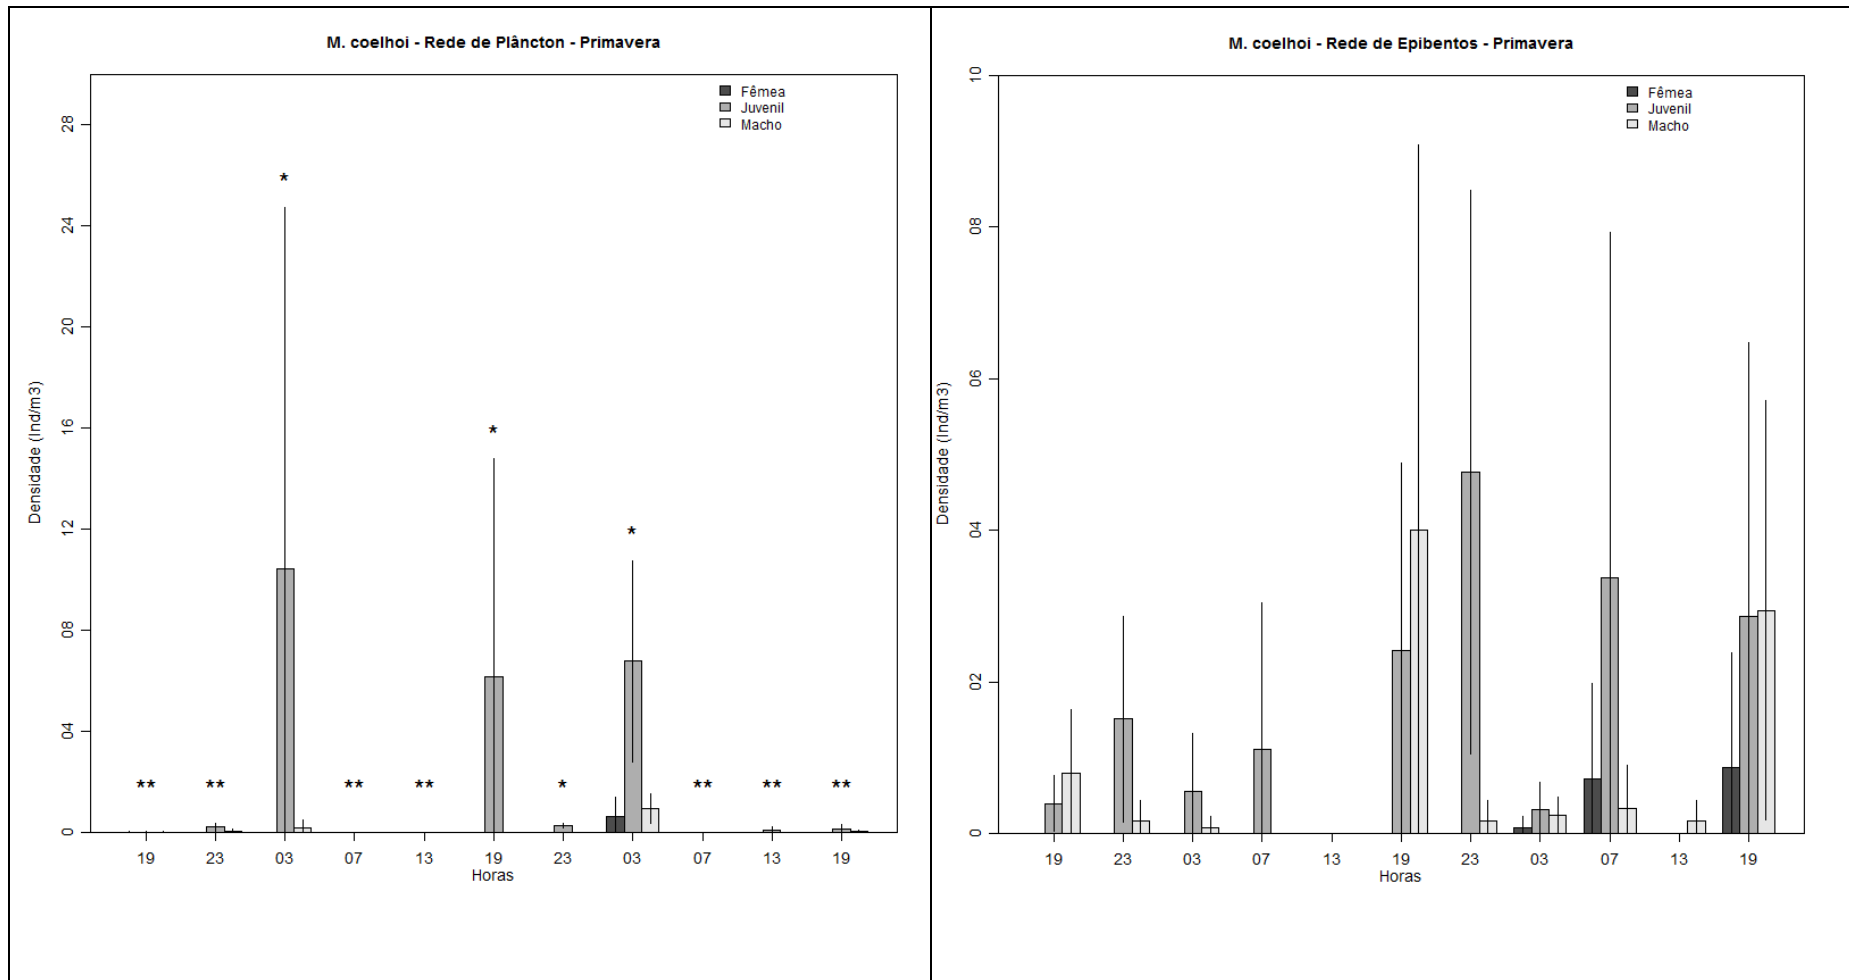 M. coelhoi - Rede de Plâncton - Primavera
Fêmea
Juvenil
Macho
28
24
20
16
12
08
04
0
Densidade (Ind/m3)
*
*
*
** ** ** ** * ** ** **
19 23 03 07 13 19 23 03 07 13 19
Horas
M. coelhoi - Rede de Epibentos - Primavera
Fêmea
Juvenil
Macho
10
08
06
04
02
0
Densidade (Ind/m3)
19 23 03 07 13 19 23 03 07 13 19
Horas